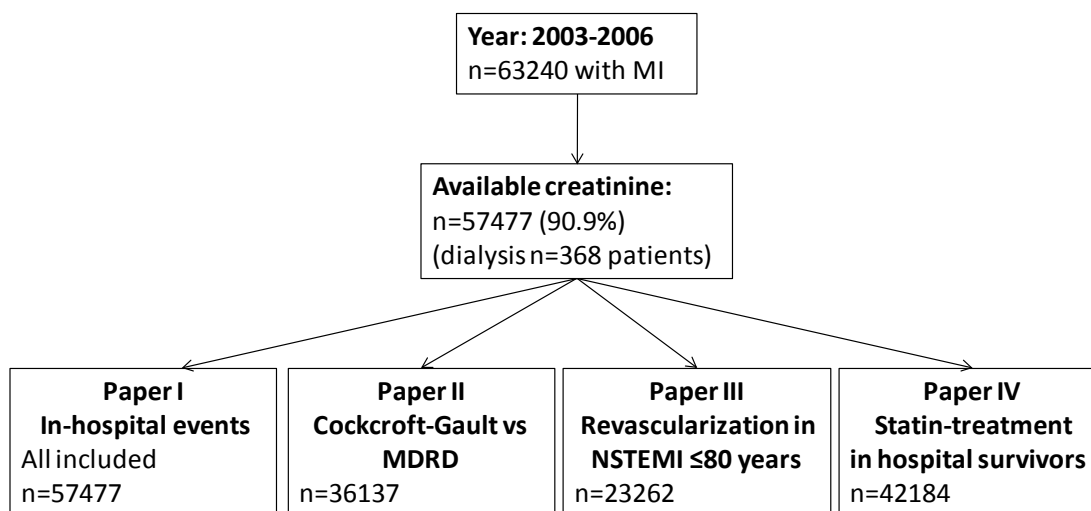 Year: 2003-2006
n=63240 with MI
Available creatinine:
n=57477 (90.9%)
(dialysis n=368 patients)
Paper I
In-hospital events
All included
n=57477
Paper II
Cockcroft-Gault vs
MDRD
n=36137
Paper III
Revascularization in
NSTEMI ≤80 years
n=23262
Paper IV
Statin-treatment
in hospital survivors
n=42184